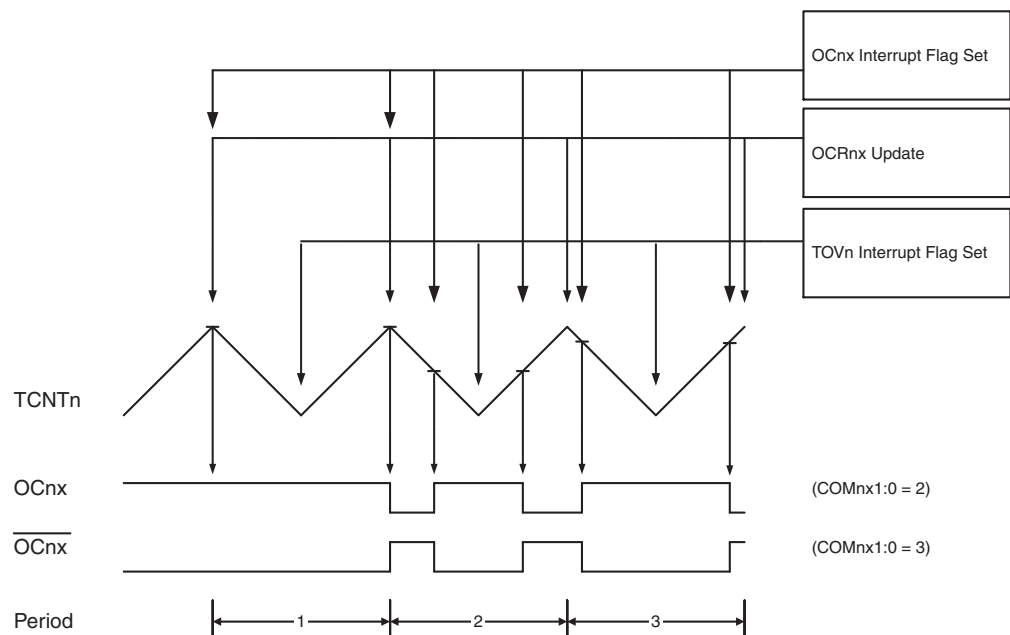 OCnx Interrupt Flag Set
OCRnx Update
TOVn Interrupt Flag Set
TCNTn
OCnx
(COMnx1:0 = 2)
OCnx
(COMnx1:0 = 3)
Period
1
2
3